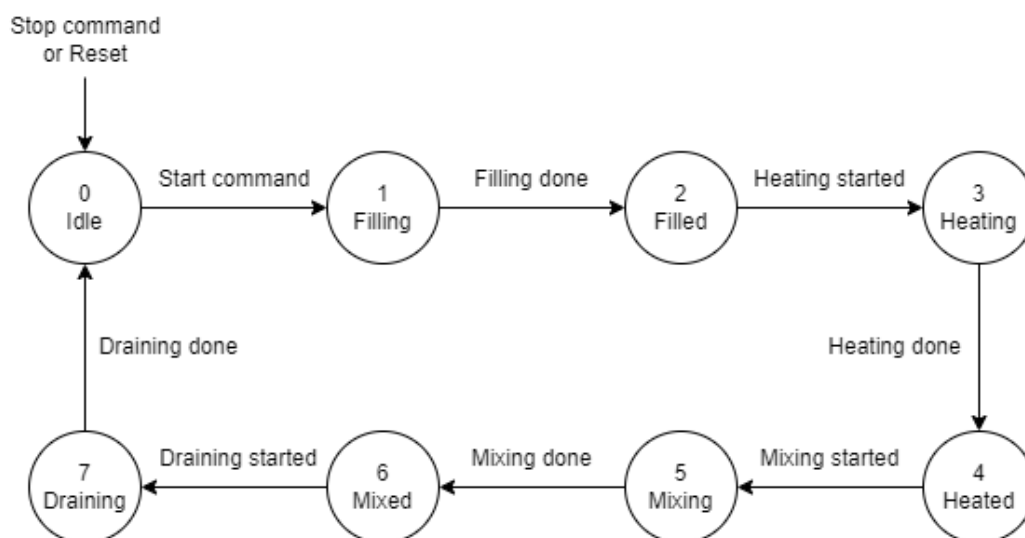 Stop command
or Reset
0
Idle
Start command
1
Filling
Filling done
2
Filled
Heating started
3
Heating
Draining done
Heating done
7
Draining
Draining started
6
Mixed
Mixing done
5
Mixing
Mixing started
4
Heated